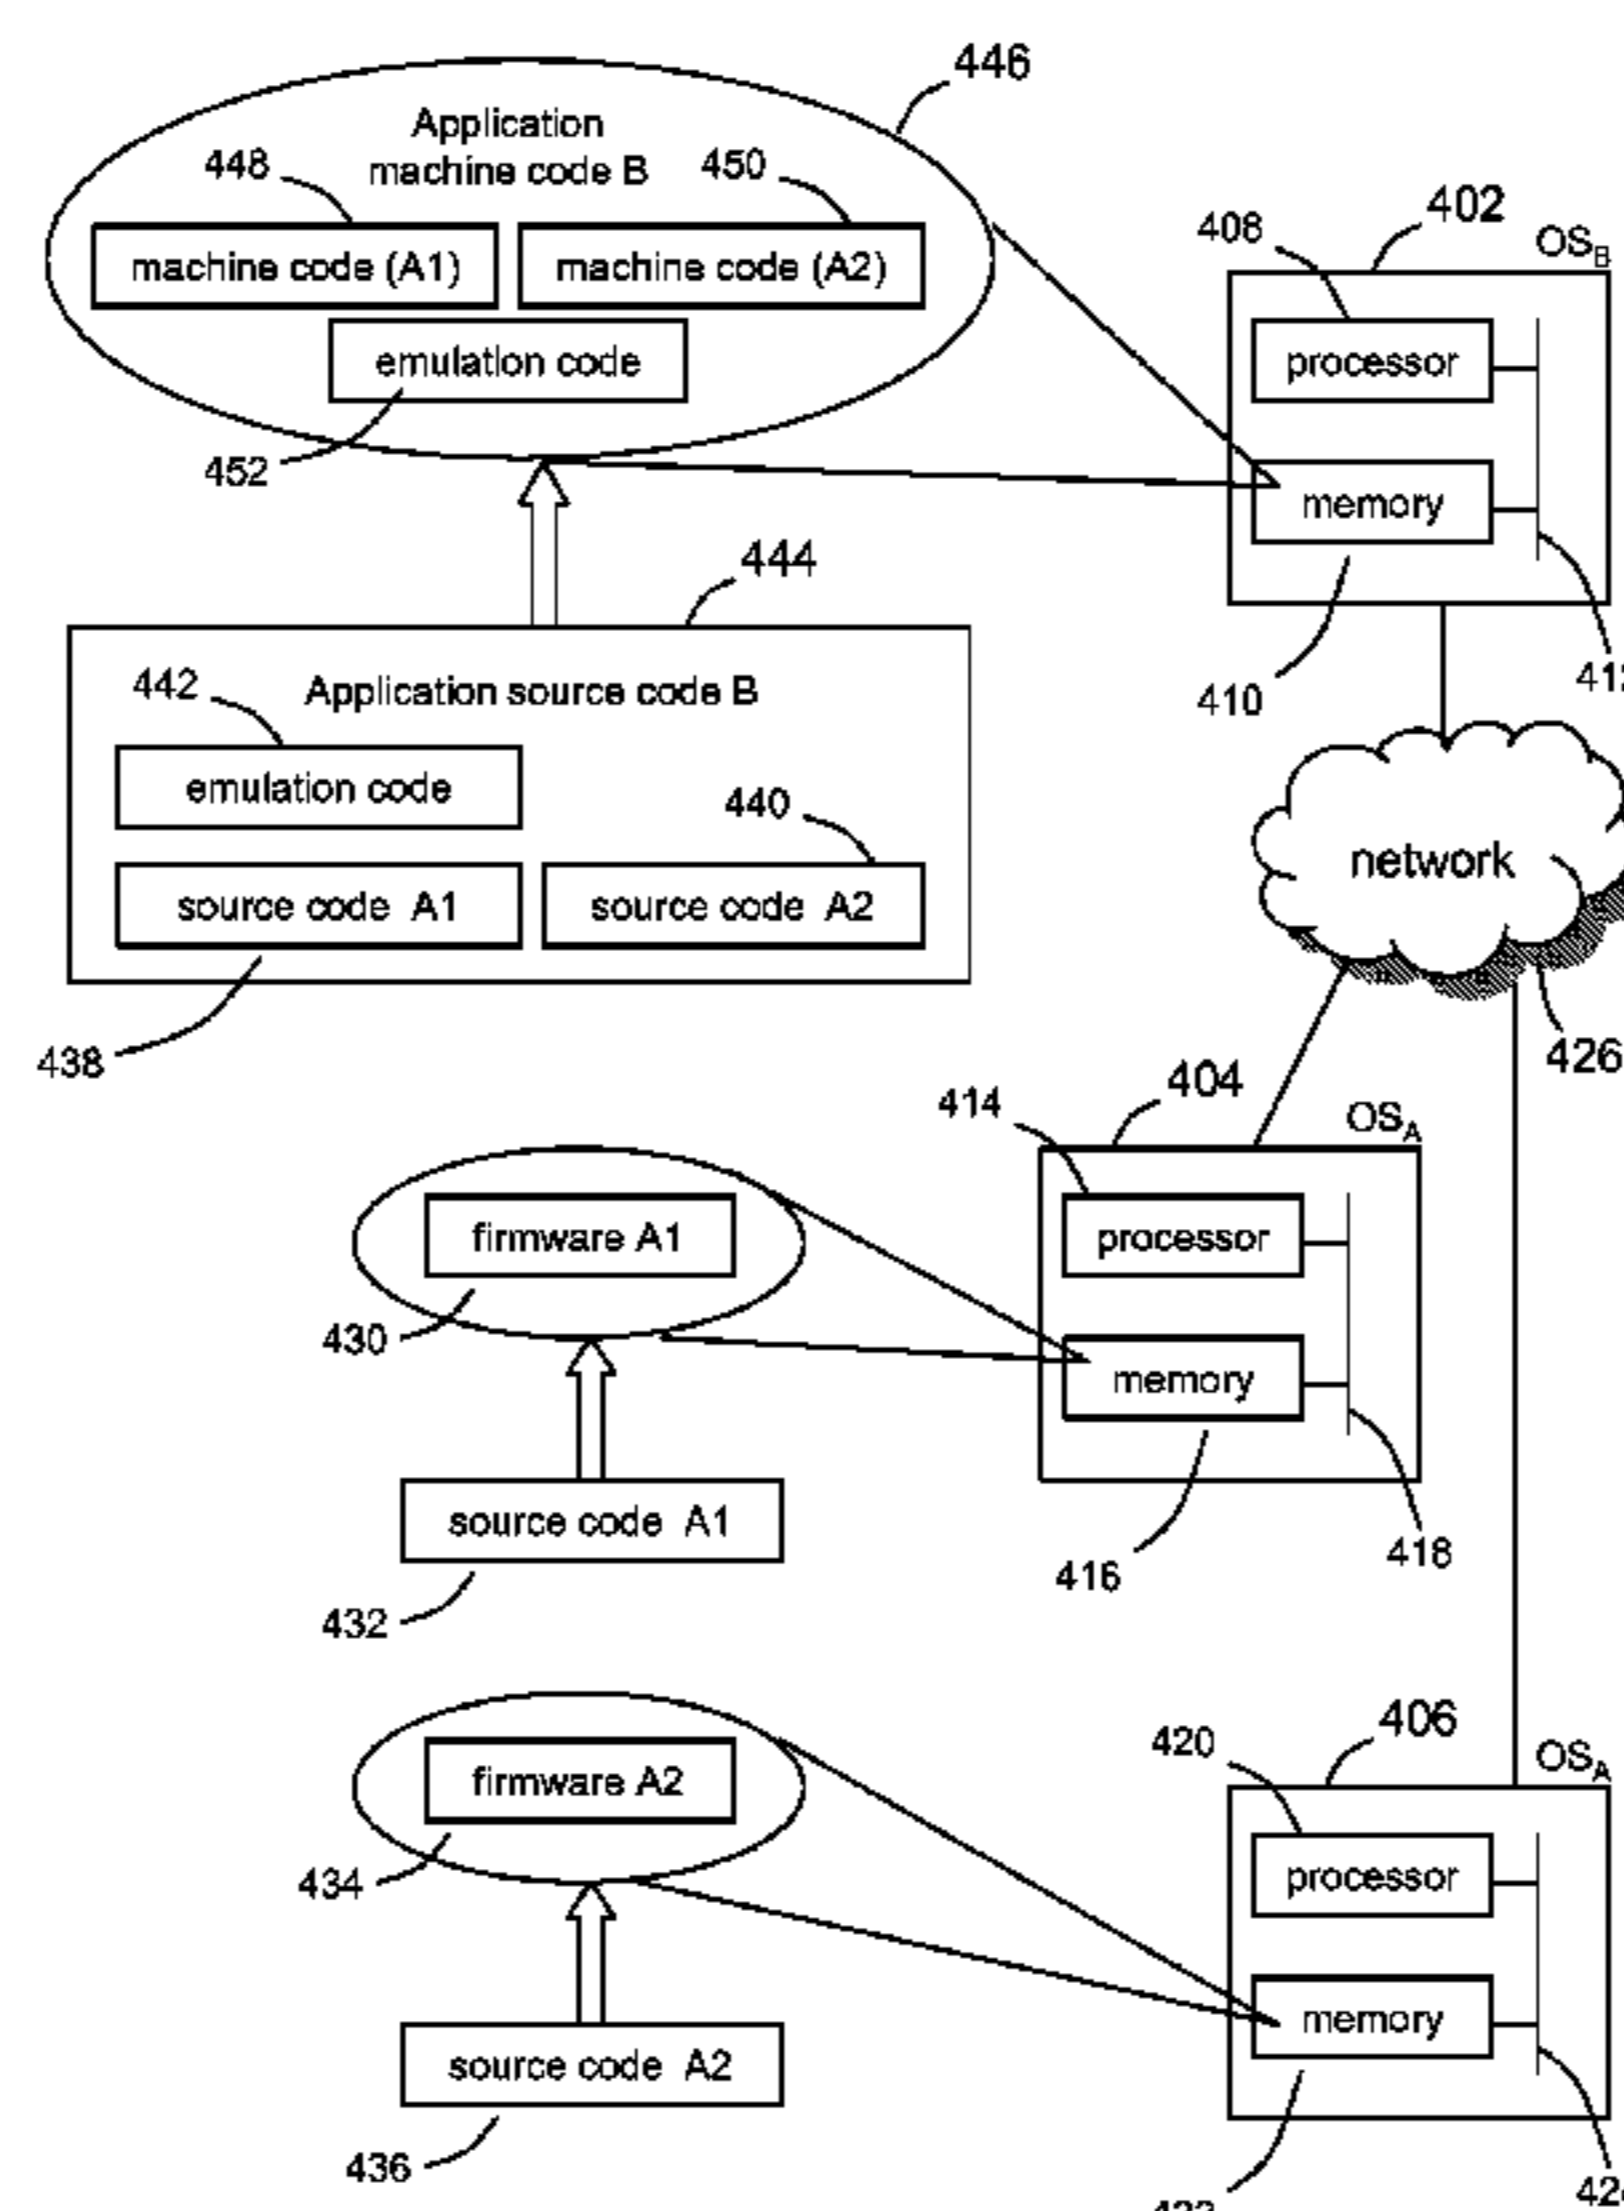 446
Application
machine code B
448
450
machine code (A1)
machine code (A2)
emulation code
452
402
408
OSB
processor
memory
410
444
442
Application source code B
emulation code
440
source code A1
source code A2
438
network
426
404
414
OSA
processor
memory
416
418
firmware A1
430
source code A1
432
406
420
OSA
processor
memory
firmware A2
434
source code A2
436